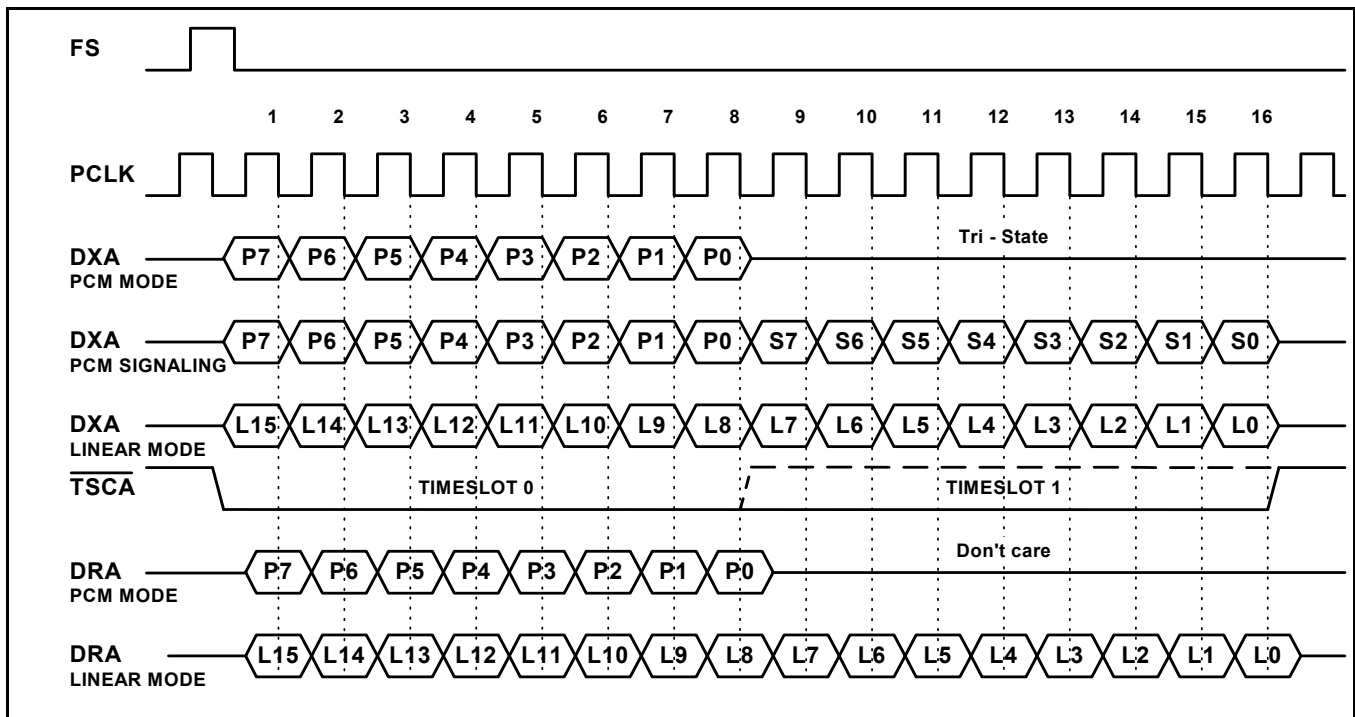 FS
1 2 3 4 5 6 7 8 9 10 11 12 13 14 15 16
PCLK
Tri - State
DXA P7 P6 P5 P4 P3 P2 P1 P0
PCM MODE
DXA P7 P6 P5 P4 P3 P2 P1 P0 S7 S6 S5 S4 S3 S2 S1 S0
PCM SIGNALING
DXA L15 L14 L13 L12 L11 L10 L9 L8 L7 L6 L5 L4 L3 L2 L1 L0
LINEAR MODE
TSCA TIMESLOT 0 TIMESLOT 1
Don't care
DRA P7 P6 P5 P4 P3 P2 P1 P0
PCM MODE
DRA L15 L14 L13 L12 L11 L10 L9 L8 L7 L6 L5 L4 L3 L2 L1 L0
LINEAR MODE